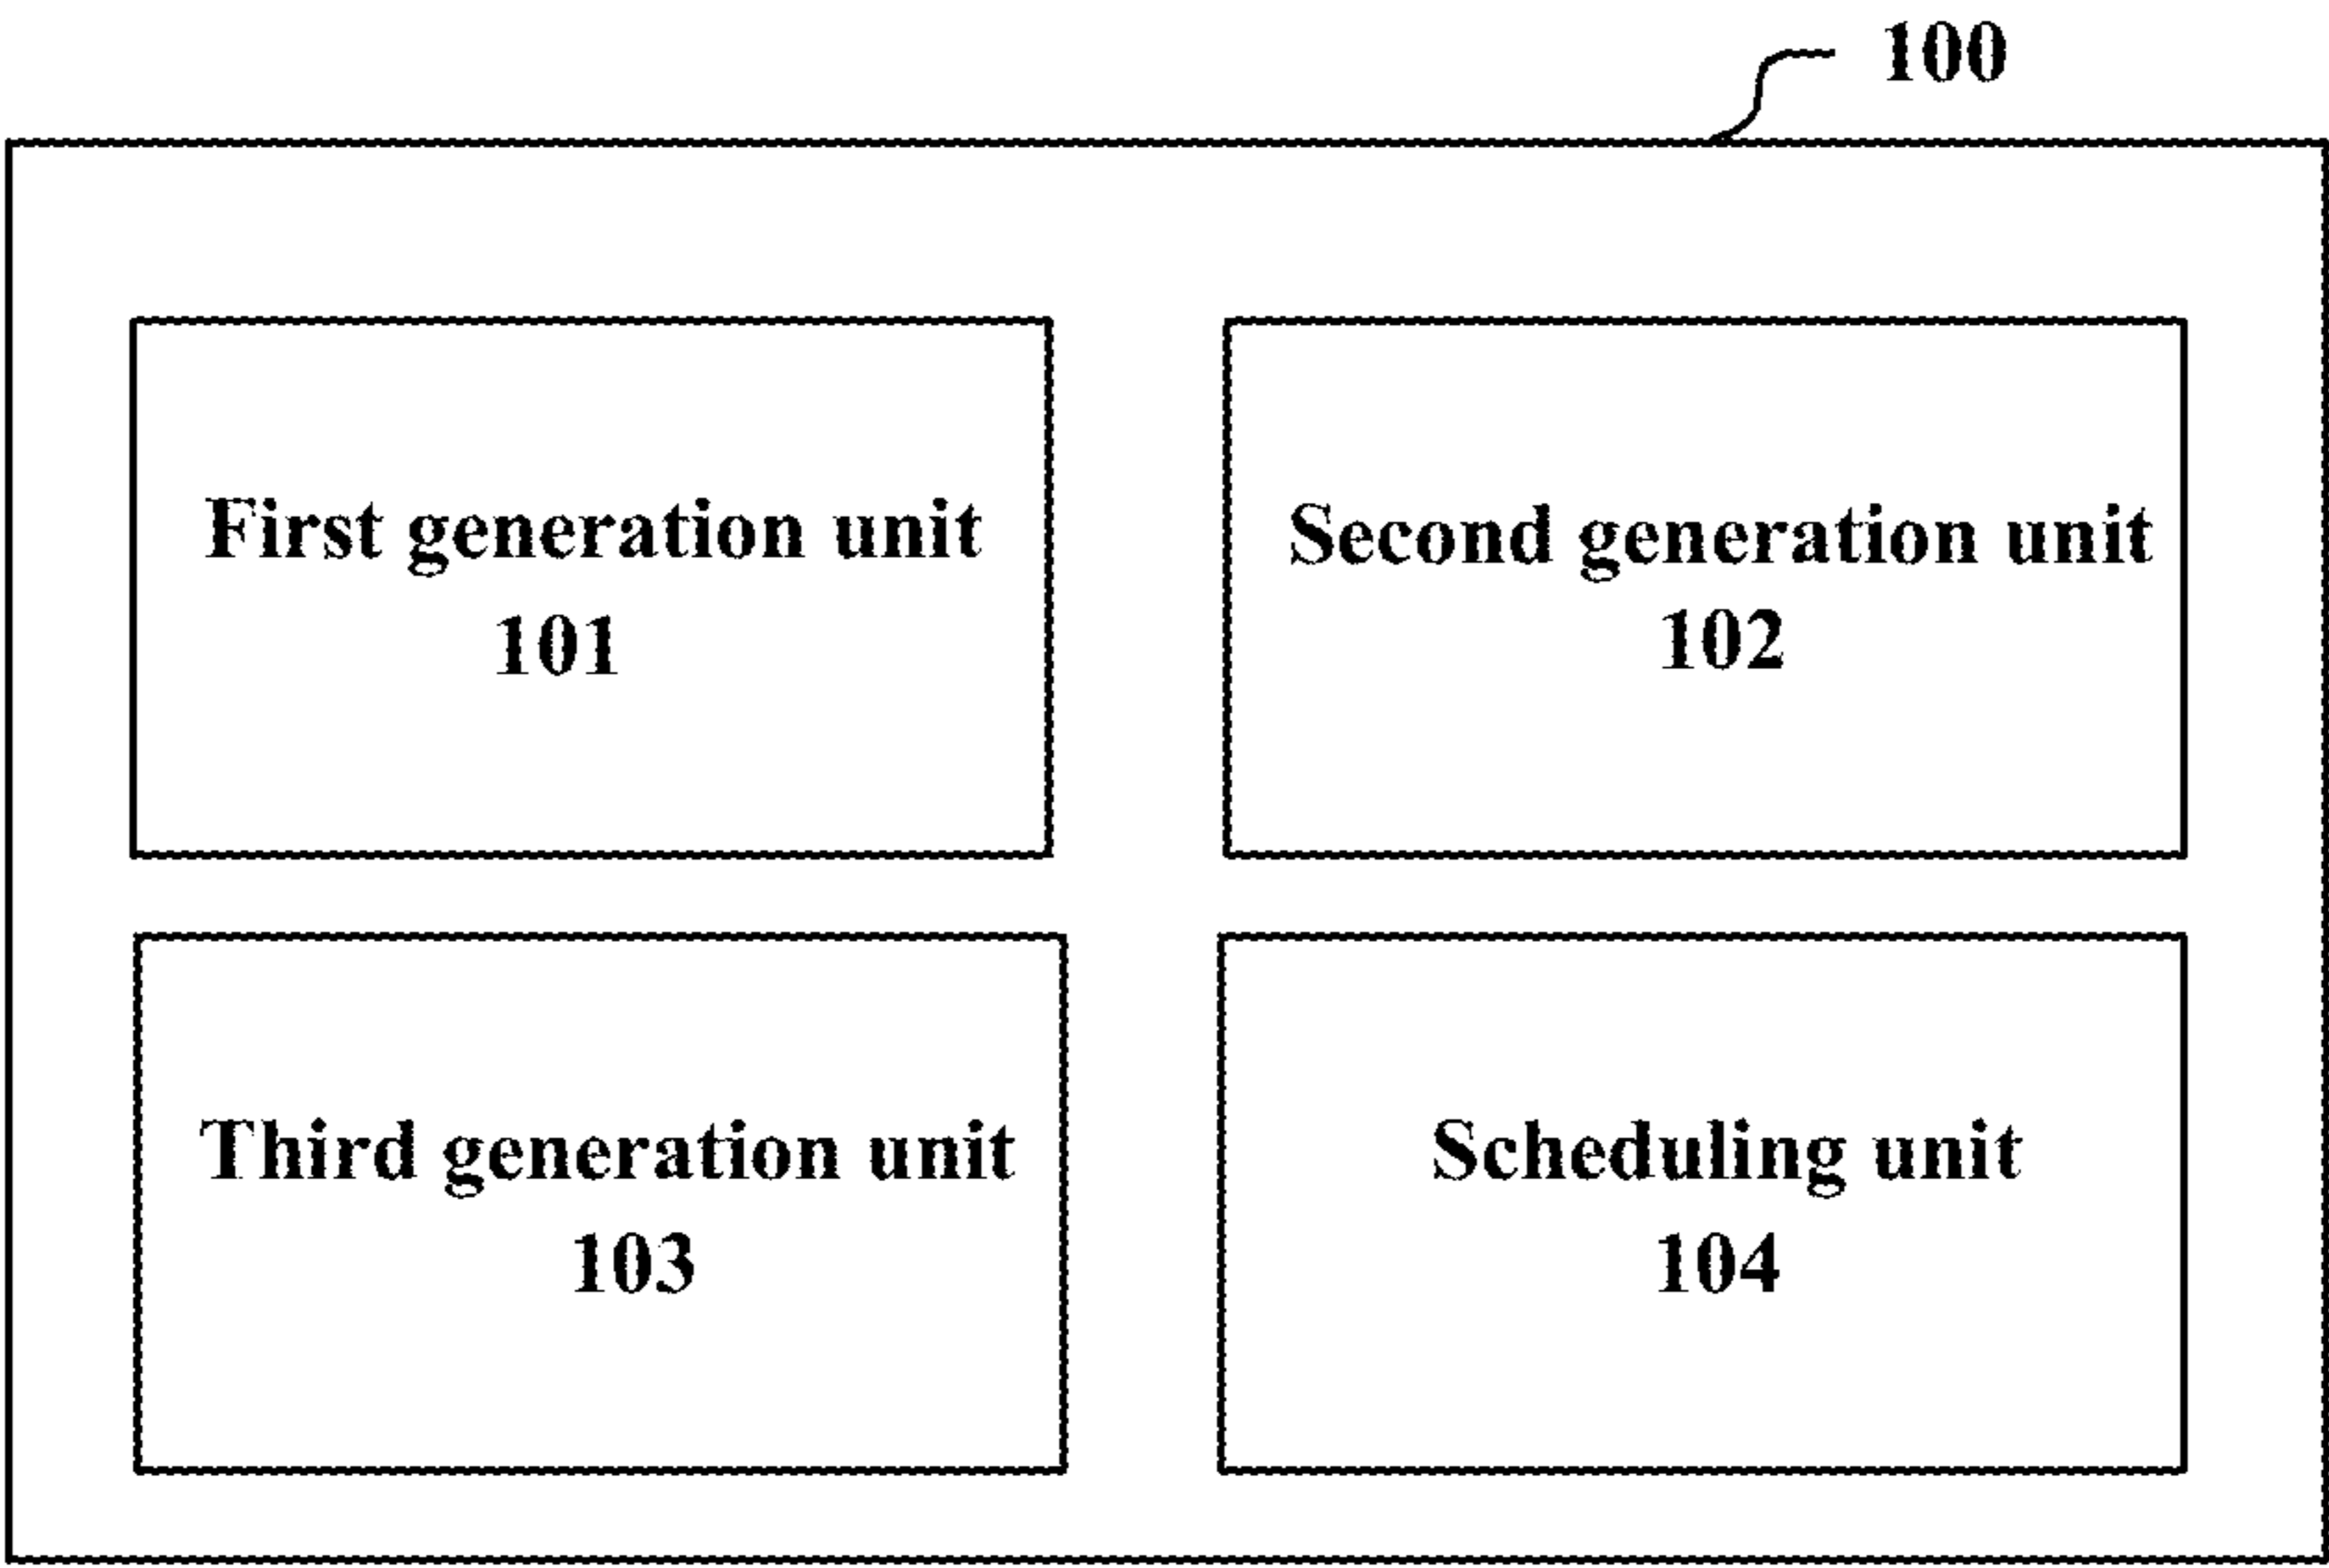 100
First generation unit
101
Second generation unit
102
Third generation unit
103
Scheduling unit
104